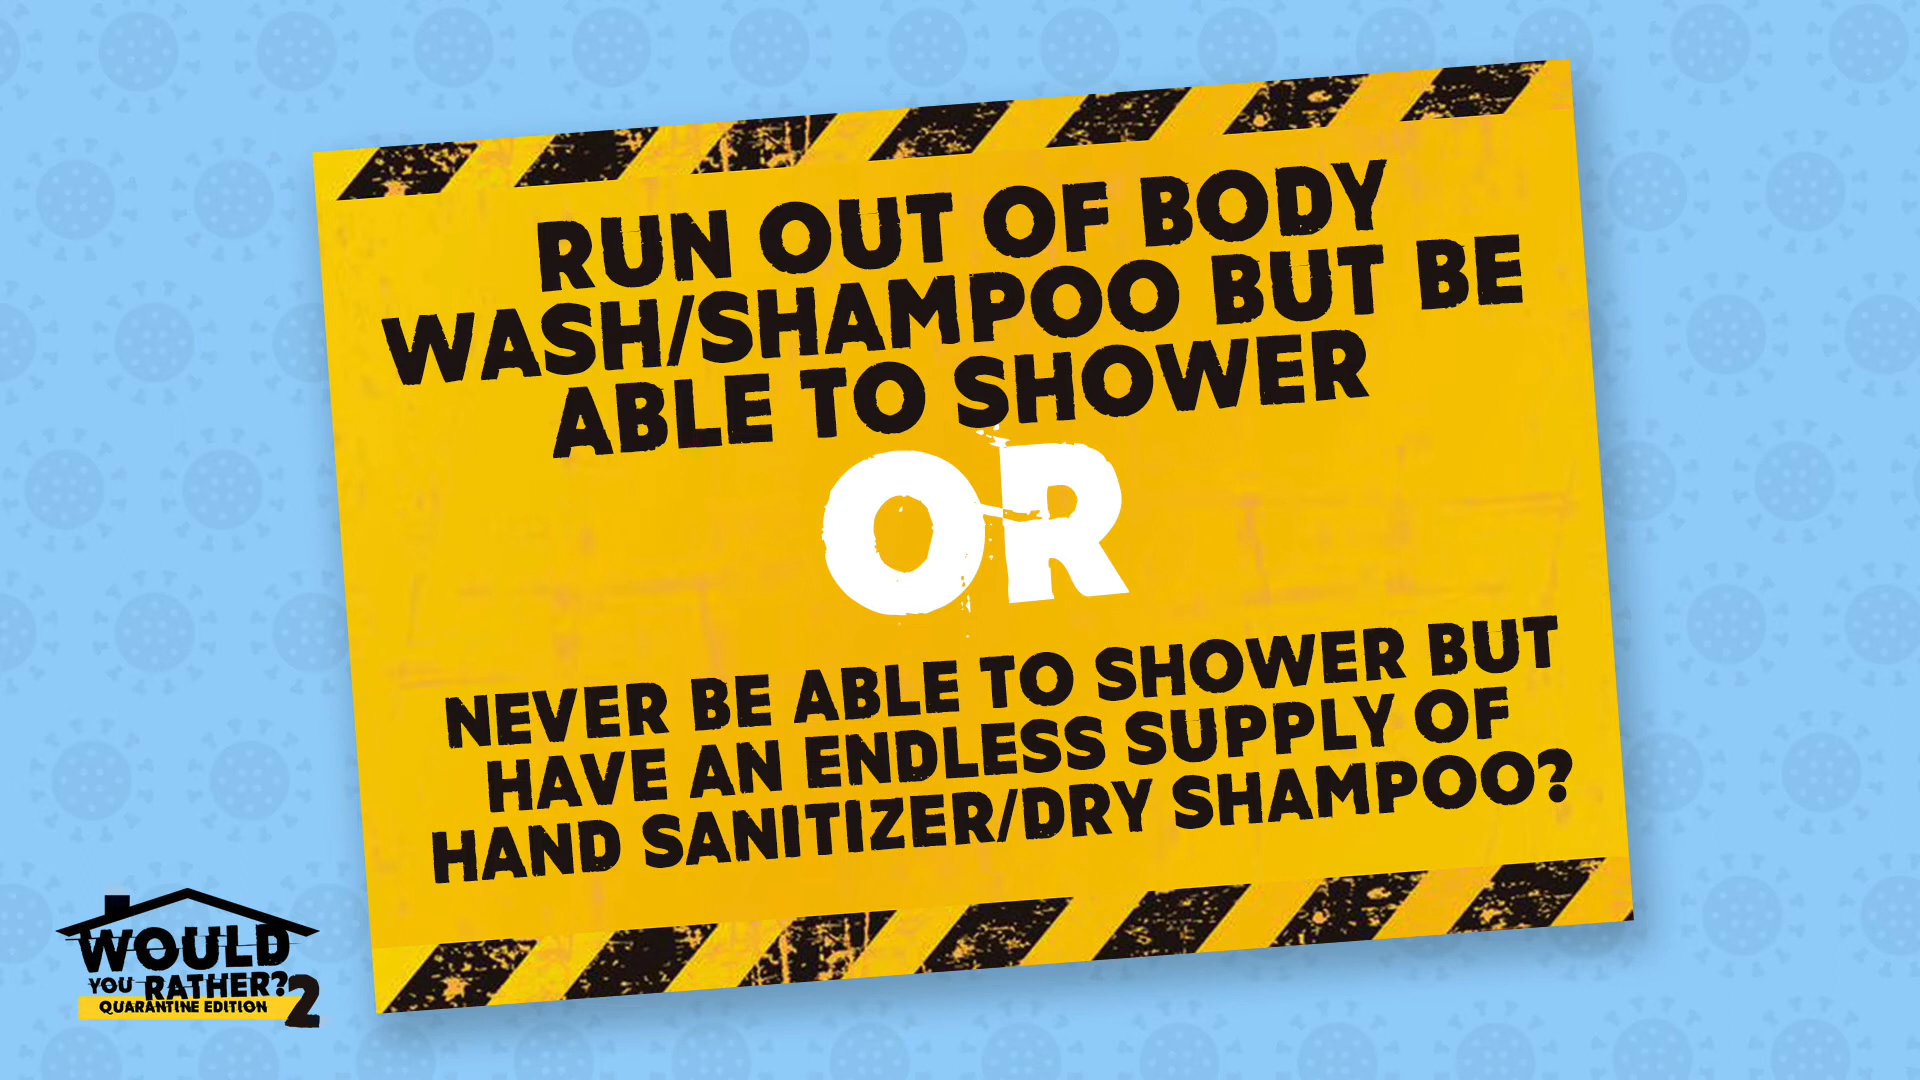 RUN OUT OF BODY
WASH/SHAMPOO BUT BE
ABLE TO SHOWER
OR
NEVER BE ABLE TO SHOWER BUT
HAVE AN ENDLESS SUPPLY OF
HAND SANITIZER/DRY SHAMPOO?
WOULD
YOU RATHER? 2
QUARANTINE EDITION